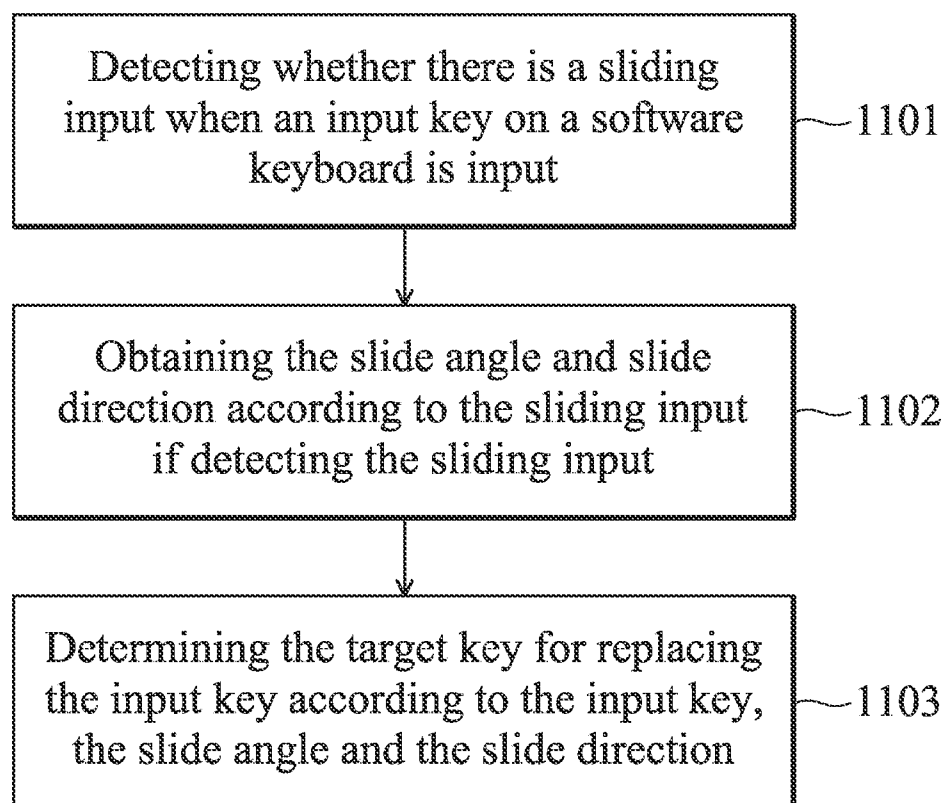 Detecting whether there is a sliding
input when an input key on a software
keyboard is input
1101
Obtaining the slide angle and slide
direction according to the sliding input
if detecting the sliding input
1102
Determining the target key for replacing
the input key according to the input key,
the slide angle and the slide direction
1103